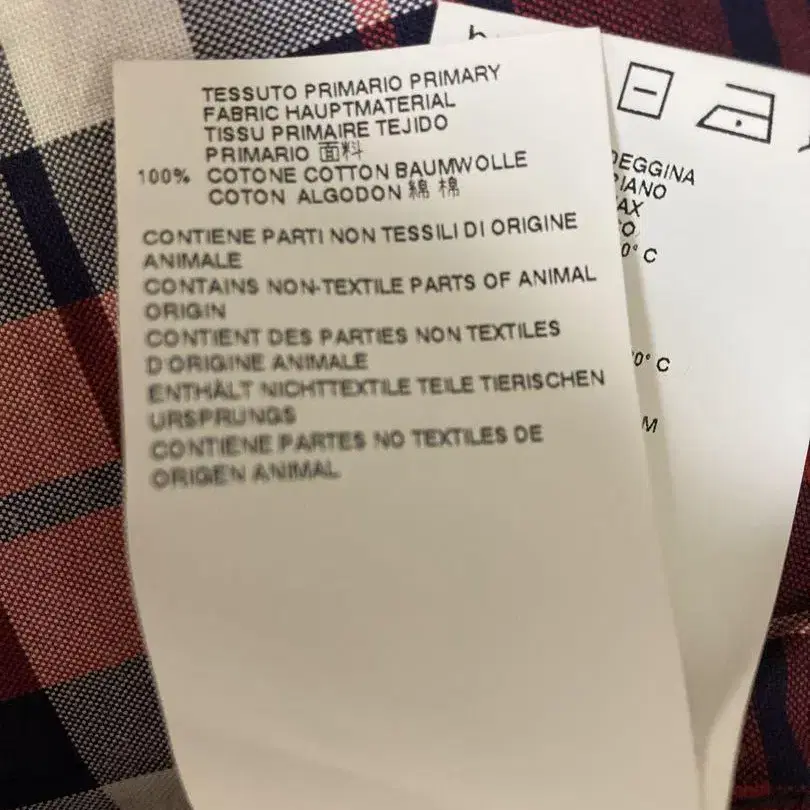 TESSUTO PRIMARIO PRIMARY
FABRIC HAUPTMATERIAL
TISSU PRIMAIRE TEJIDO
PRIMARIO 面料
100% COTONE COTTON BAUMWOLLE
COTON ALGODON 綿 棉
CONTIENE PARTI NON TESSILI DI ORIGINE
ANIMALE
CONTAINS NON-TEXTILE PARTS OF ANIMAL
ORIGIN
CONTIENT DES PARTIES NON TEXTILES
D'ORIGINE ANIMALE
ENTHÄLT NICHTTEXTILE TEILE TIERISCHEN
URSPRUNGS
CONTIENE PARTES NO TEXTILES DE
ORIGEN ANIMAL
DEGGINA
PIANO
AX
CO
0° C
0° C
M